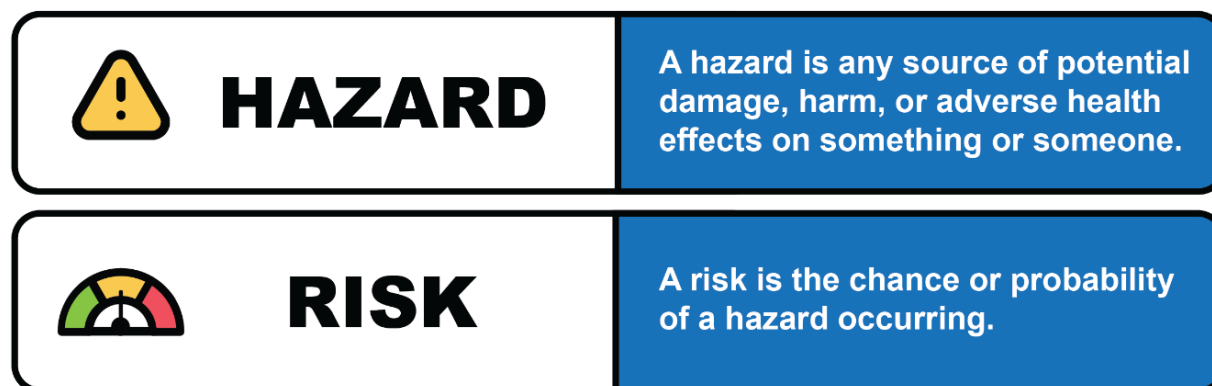 HAZARD
A hazard is any source of potential
damage, harm, or adverse health
effects on something or someone.
RISK
A risk is the chance or probability
of a hazard occurring.